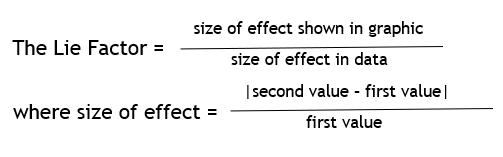 size of effect shown in graphic
The Lie Factor =
size of effect in data
|second value - first value|
where size of effect =
first value